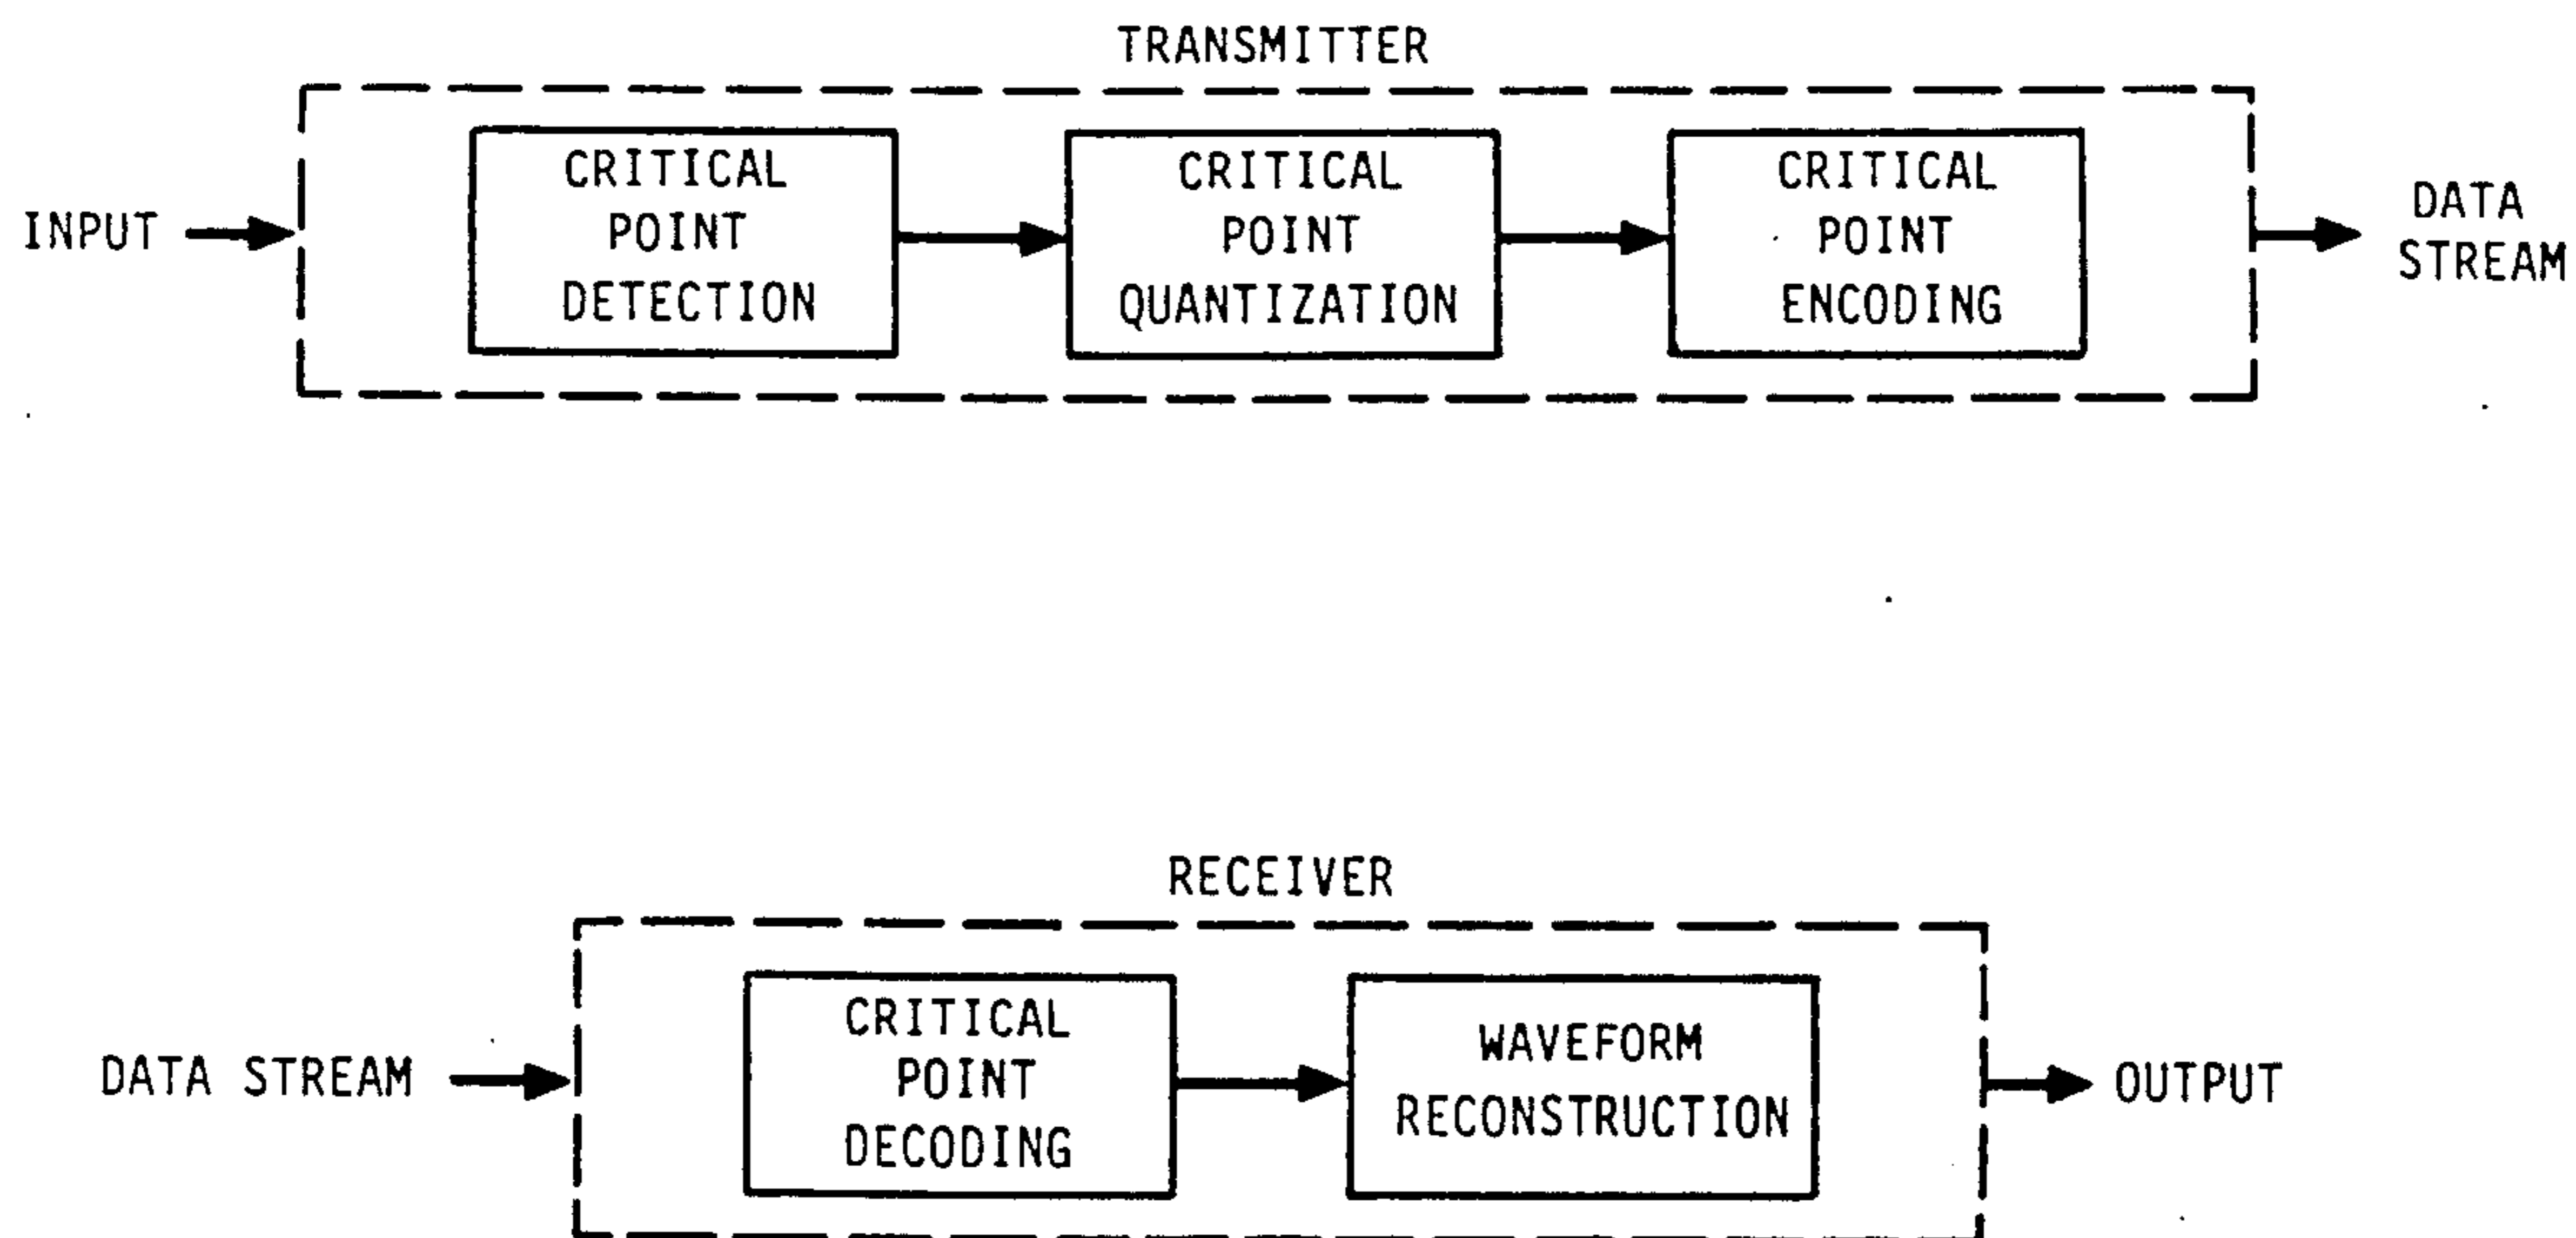 TRANSMITTER
INPUT
CRITICAL
POINT
DETECTION
CRITICAL
POINT
QUANTIZATION
CRITICAL
POINT
ENCODING
DATA
STREAM
RECEIVER
DATA STREAM
CRITICAL
POINT
DECODING
WAVEFORM
RECONSTRUCTION
OUTPUT